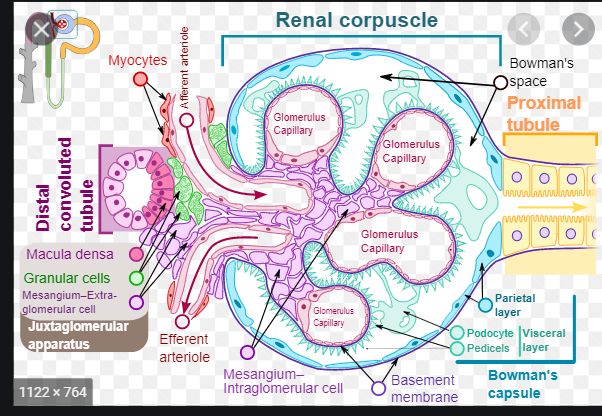 Renal corpuscle
Myocytes
Afferent arteriole
Bowman's
space
Proximal
tubule
Glomerulus
Capillary
Glomerulus
Capillary
Distal
convoluted
tubule
Glomerulus
Capillary
Macula densa
Granular cells
Mesangium–Extra-
glomerular cell
Juxtaglomerular
apparatus
Glomerulus
Capillary
Parietal
layer
Efferent
arteriole
Podocyte
Pedicels
Visceral
layer
Mesangium–
Intraglomerular cell
Basement
membrane
Bowman's
capsule
1122 × 764